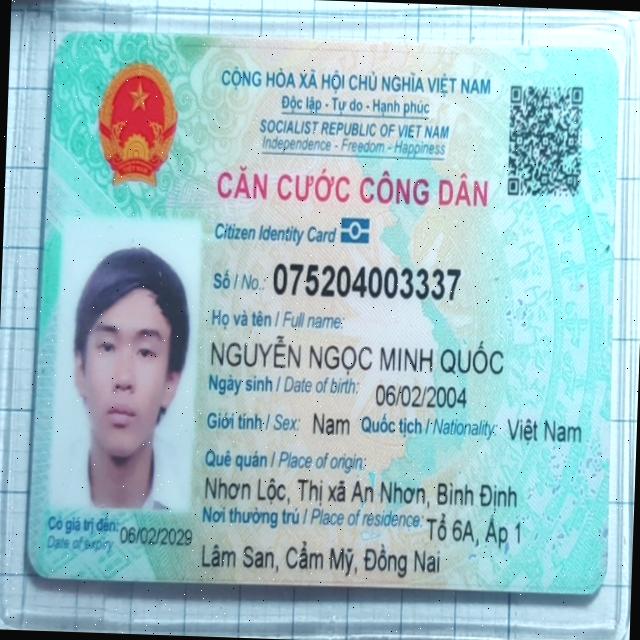 CỘNG HÒA XÃ HỘI CHỦ NGHĨA VIỆT NAM
Độc lập - Tự do - Hạnh phúc
SOCIALIST REPUBLIC OF VIET NAM
Independence - Freedom - Happiness
CĂN CƯỚC CÔNG DÂN
Citizen Identity Card
Số / No.: 075204003337
Họ và tên / Full name:
NGUYỄN NGỌC MINH QUỐC
Ngày sinh / Date of birth: 06/02/2004
Giới tính / Sex: Nam Quốc tịch / Nationality: Việt Nam
Quê quán / Place of origin:
Nhơn Lộc, Thị xã An Nhơn, Bình Định
Nơi thường trú / Place of residence: Tổ 6A, Ấp 1
Lâm San, Cẩm Mỹ, Đồng Nai
Có giá trị đến: 06/02/2029
Date of expiry